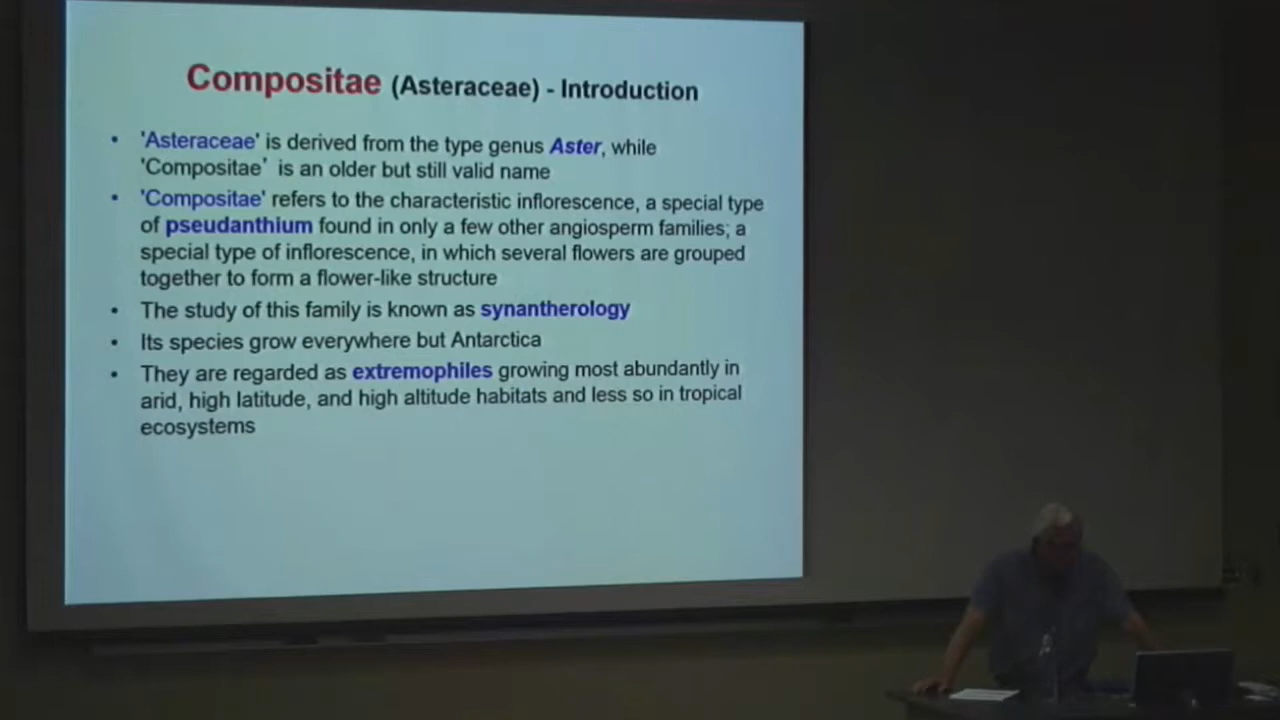 Compositae (Asteraceae) - Introduction
• 'Asteraceae' is derived from the type genus Aster, while
'Compositae' is an older but still valid name
• 'Compositae' refers to the characteristic inflorescence, a special type
of pseudanthium found in only a few other angiosperm families; a
special type of inflorescence, in which several flowers are grouped
together to form a flower-like structure
• The study of this family is known as synantherology
• Its species grow everywhere but Antarctica
• They are regarded as extremophiles growing most abundantly in
arid, high latitude, and high altitude habitats and less so in tropical
ecosystems